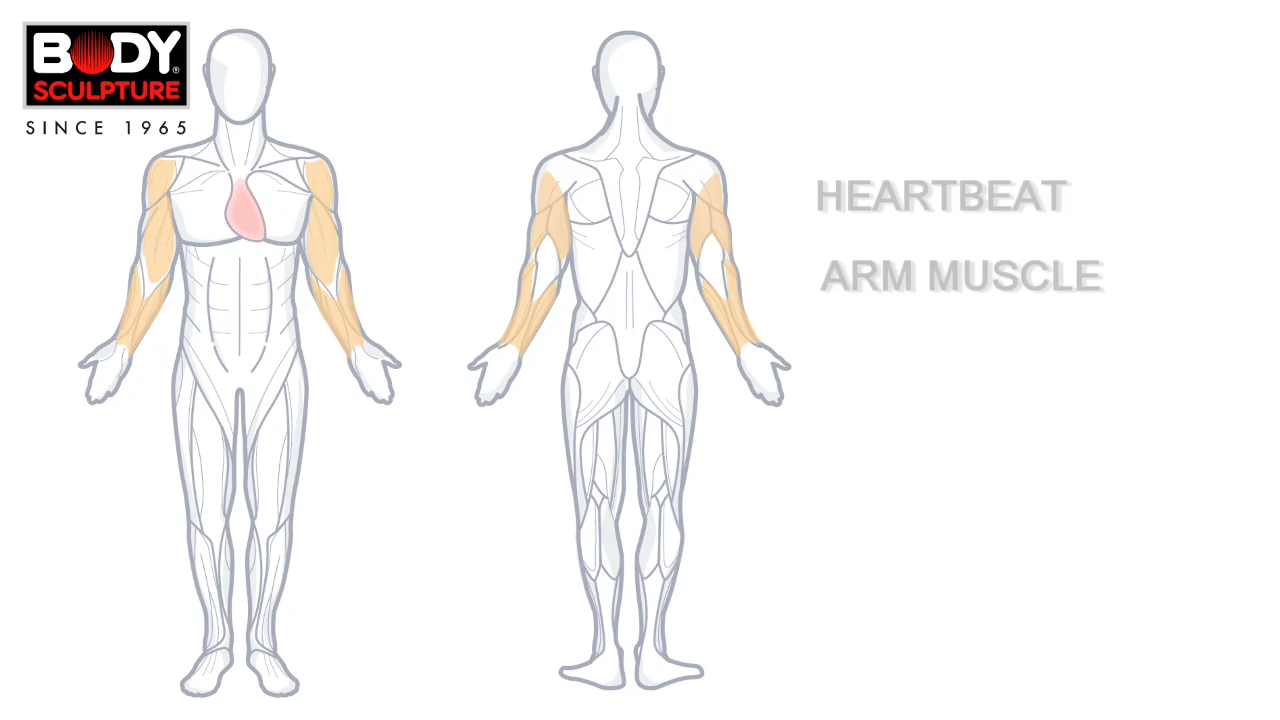 BODY
SCULPTURE
SINCE 1965
HEARTBEAT
ARM MUSCLE